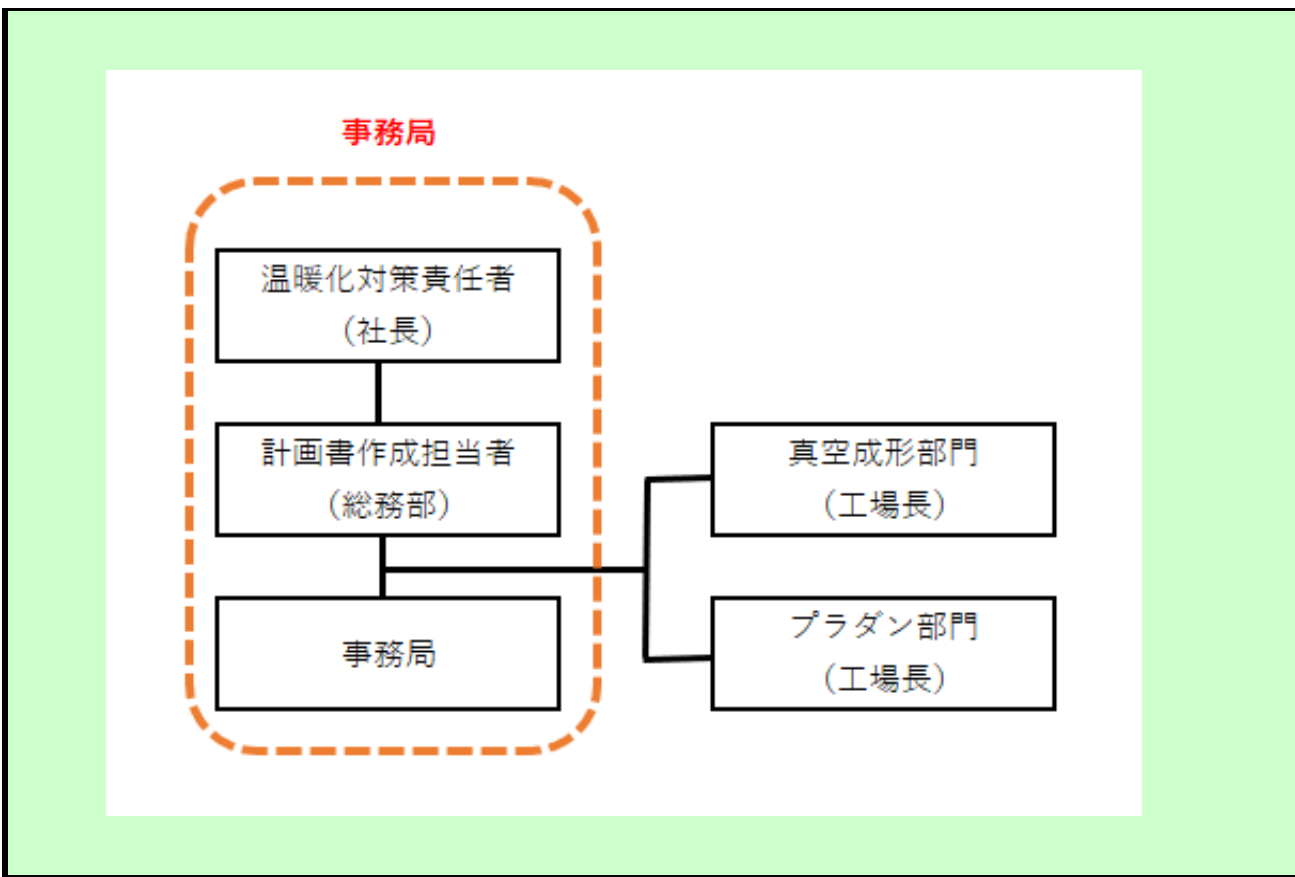 事務局
温暖化対策責任者
（社長）
計画書作成担当者
（総務部）
事務局
真空成形部門
（工場長）
プラダン部門
（工場長）